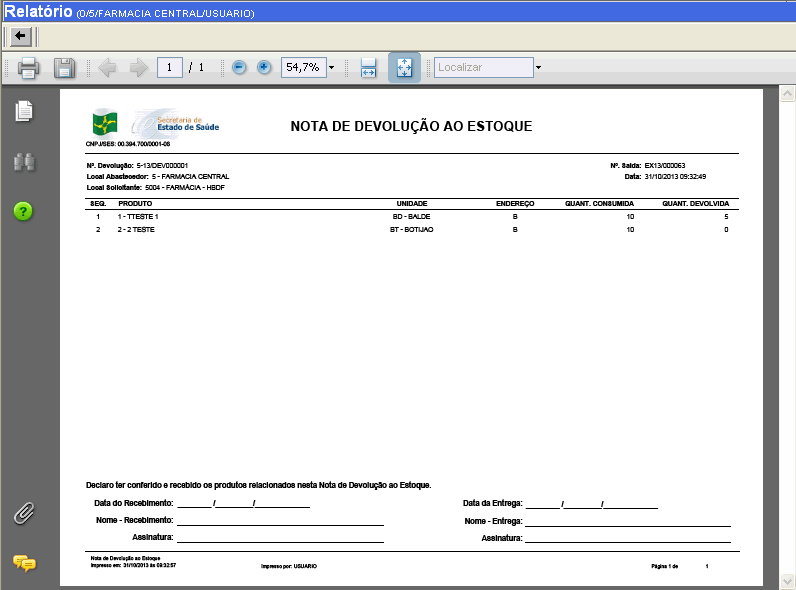 Relatório (0/5/FARMACIA CENTRAL/USUARIO)
1 / 1 54,7% Localizar
Secretaria de
Estado de Saúde
NOTA DE DEVOLUÇÃO AO ESTOQUE
CNPJ/SES: 00.394.700/0001-08
Nº. Devolução: 5-13/DEV000001 Nº. Saída: EX13/000063
Local Abastecedor: 5 - FARMACIA CENTRAL Data: 31/10/2013 09:32:49
Local Solicitante: 5004 - FARMÁCIA - HBDF
SEQ. PRODUTO UNIDADE ENDEREÇO QUANT. CONSUMIDA QUANT. DEVOLVIDA
1 1 - TTESTE 1 BD - BALDE B 10 5
2 2 - 2 TESTE BT - BOTIJAO B 10 0
Declaro ter conferido e recebido os produtos relacionados nesta Nota de Devolução ao Estoque.
Data do Recebimento: ______/______/________ Data da Entrega: ______/______/________
Nome - Recebimento: ______________________ Nome - Entrega: ______________________
Assinatura: ______________________ Assinatura: ______________________
Nota de Devolução ao Estoque
Impresso em: 31/10/2013 às 09:32:57 Impresso por: USUARIO Página 1 de 1